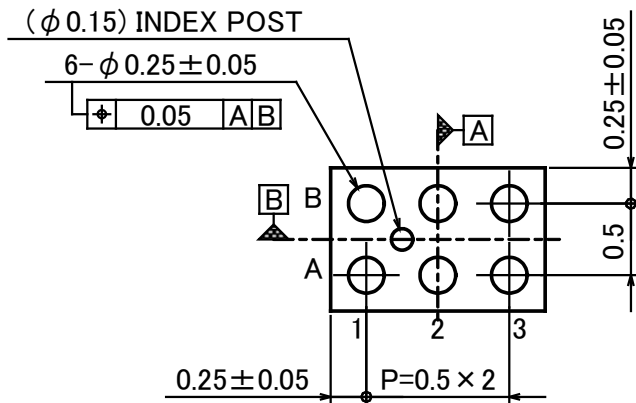 (φ0.15) INDEX POST
6-φ0.25±0.05
⌖ 0.05 A B
A
0.25±0.05
B
B
0.5
A
1 2 3
0.25±0.05 P=0.5×2